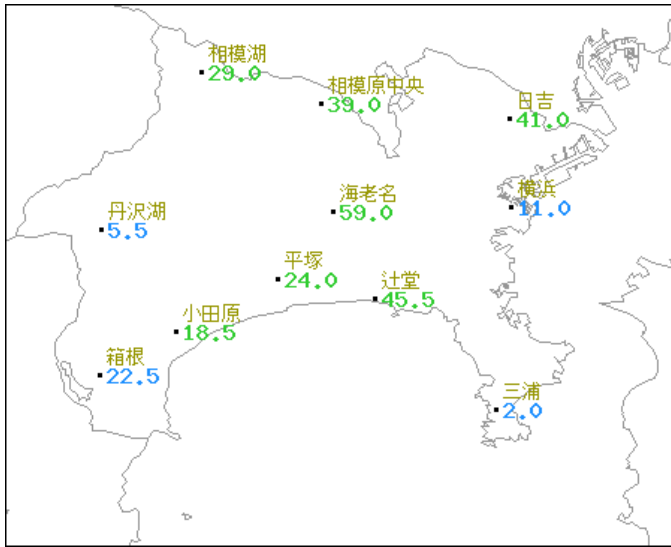 相模湖
29.0
相模原中央
39.0
日吉
41.0
海老名
59.0
横浜
11.0
丹沢湖
5.5
平塚
24.0
辻堂
45.5
小田原
18.5
箱根
22.5
三浦
2.0